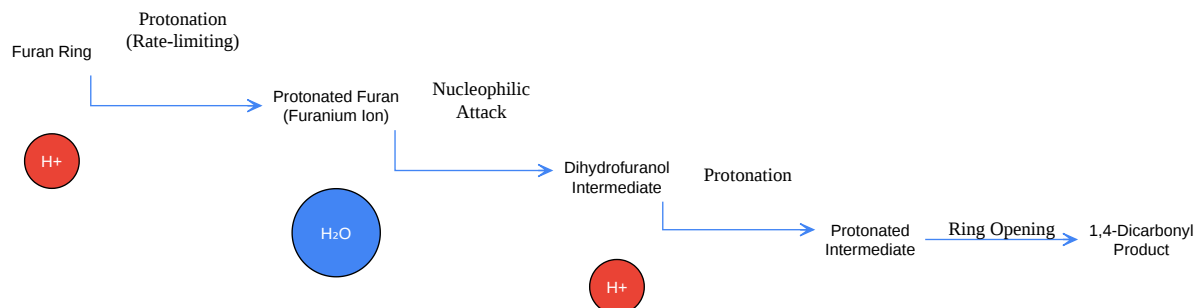 Protonation
(Rate-limiting)
Furan Ring
Protonated Furan
(Furanium Ion)
Nucleophilic
Attack
H+
H₂O
Dihydrofuranol
Intermediate
Protonation
H+
Protonated
Intermediate
Ring Opening
1,4-Dicarbonyl
Product